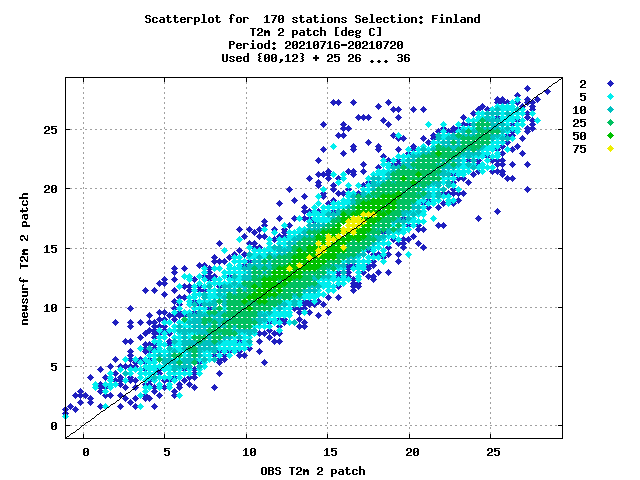 Scatterplot for 170 stations Selection: Finland
T2m 2 patch [deg C]
Period: 20210716-20210720
Used {00,12} + 25 26 ... 36
2
5
10
25
50
75
25
20
15
10
5
0
newsurf T2m 2 patch
0 5 10 15 20 25
OBS T2m 2 patch